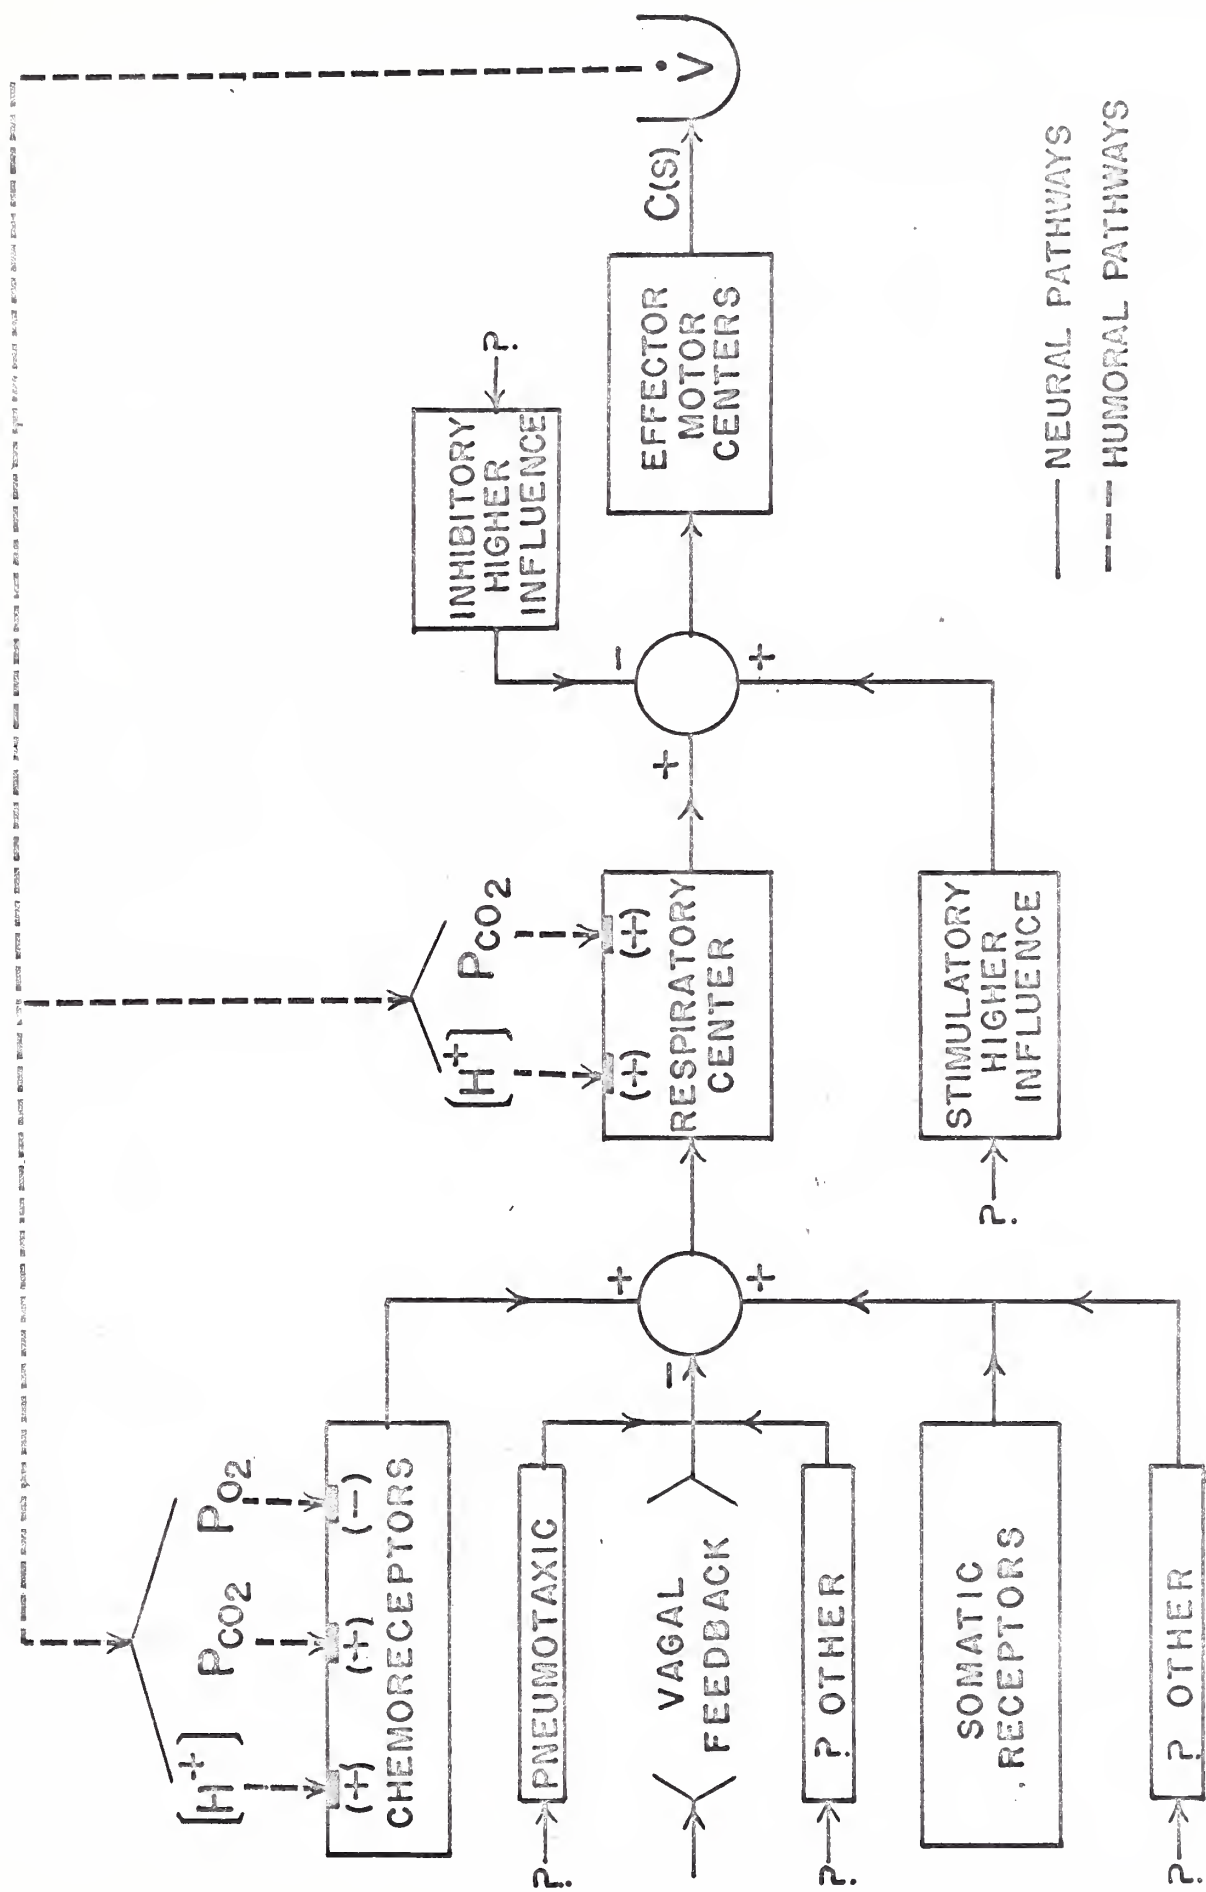 [H+] PCO2 PO2
(+) (+) (-)
CHEMORECEPTORS
? PNEUMOTAXIC
VAGAL
FEEDBACK
? ? OTHER
SOMATIC
RECEPTORS
? ? OTHER
+
-
+
[H+] PCO2
(+) (+)
RESPIRATORY
CENTER
? STIMULATORY
HIGHER
INFLUENCE
+
-
+
INHIBITORY
HIGHER
INFLUENCE
?
EFFECTOR
MOTOR
CENTERS
C(S)
V̇
NEURAL PATHWAYS
HUMORAL PATHWAYS